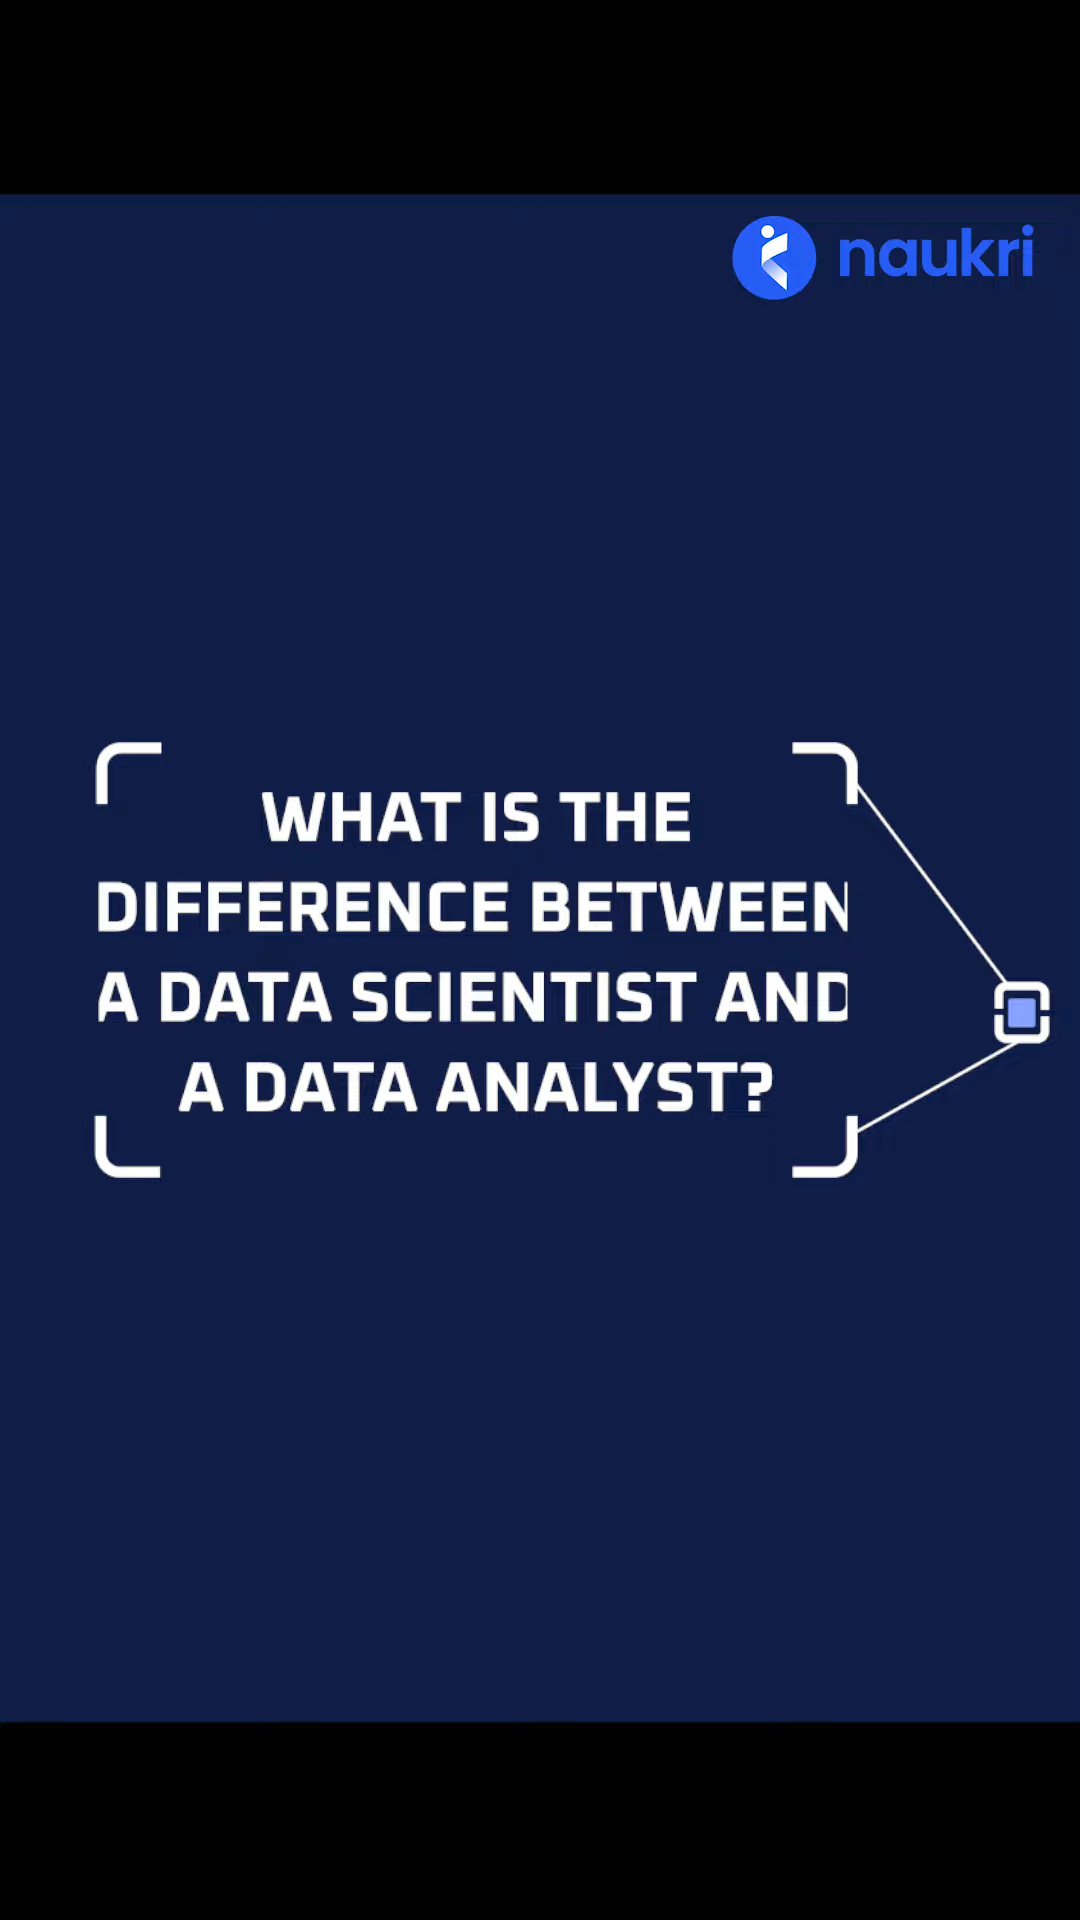 naukri
WHAT IS THE
DIFFERENCE BETWEEN
A DATA SCIENTIST AND
A DATA ANALYST?